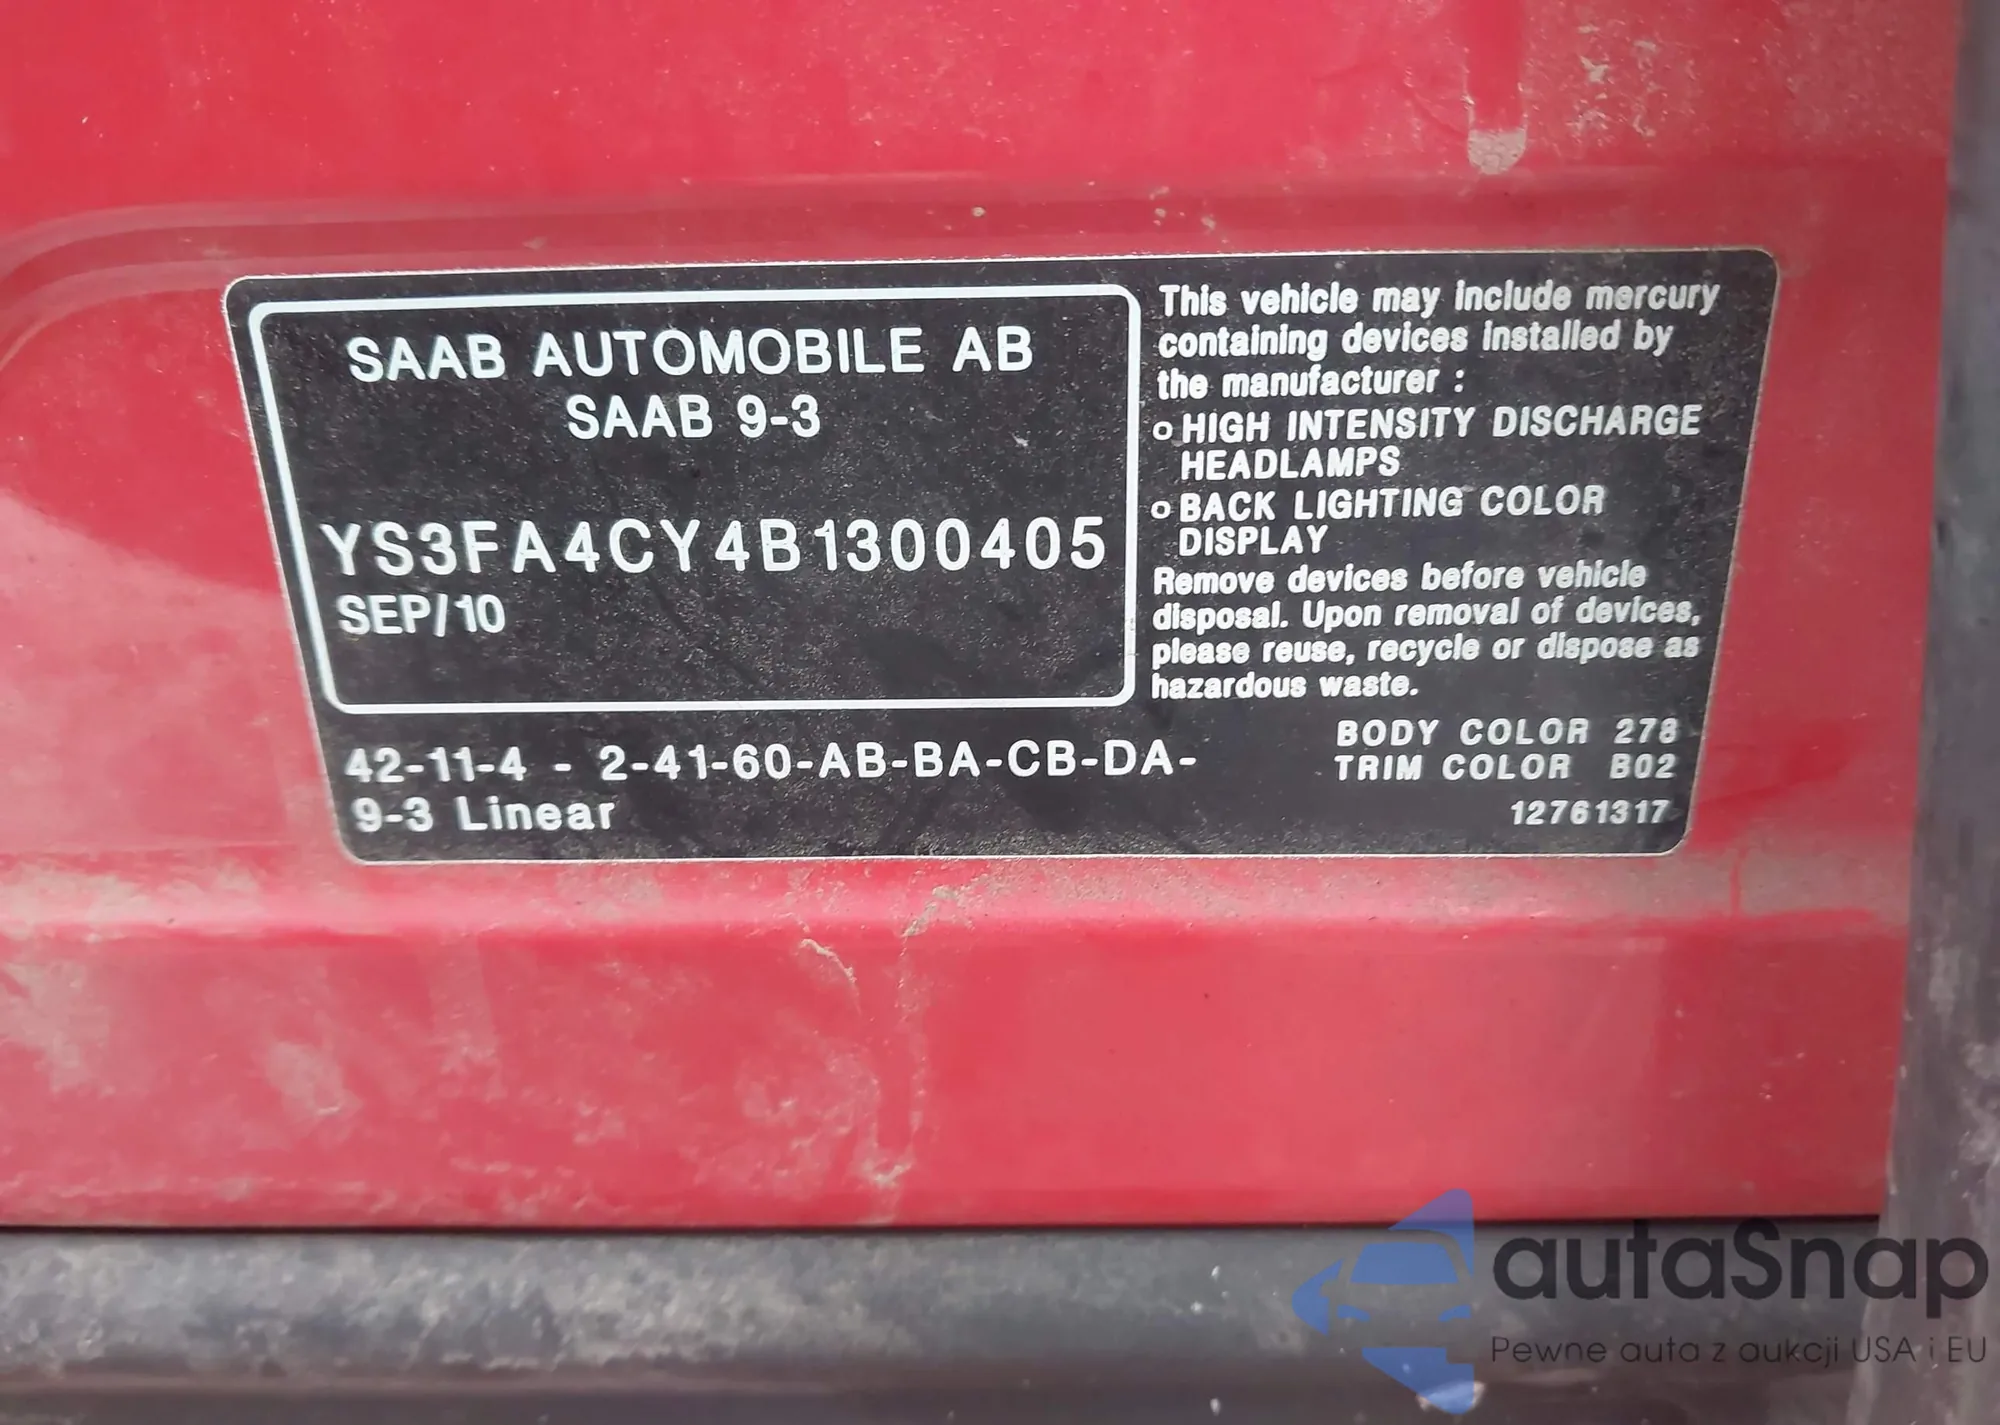 SAAB AUTOMOBILE AB
SAAB 9-3
YS3FA4CY4B1300405
SEP/10
42-11-4 - 2-41-60-AB-BA-CB-DA-
9-3 Linear
This vehicle may include mercury
containing devices installed by
the manufacturer :
o HIGH INTENSITY DISCHARGE
HEADLAMPS
o BACK LIGHTING COLOR
DISPLAY
Remove devices before vehicle
disposal. Upon removal of devices,
please reuse, recycle or dispose as
hazardous waste.
BODY COLOR 278
TRIM COLOR B02
12761317
autaSnap
Pewne auta z aukcji USA i EU